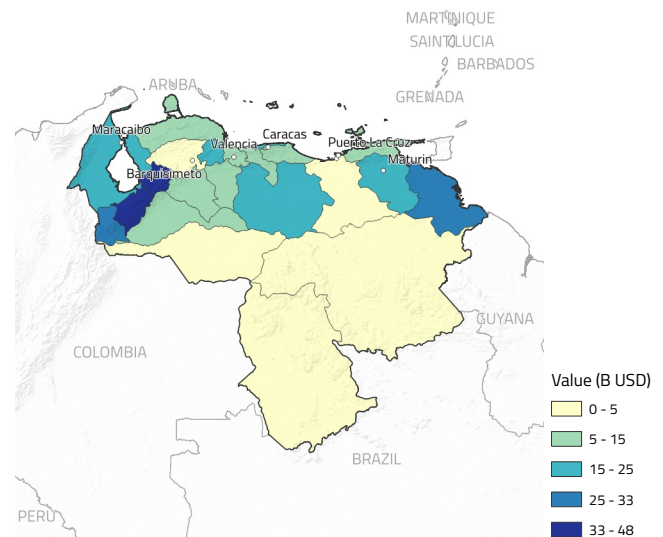 MARTINIQUE
SAINT LUCIA
BARBADOS
GRENADA
ARUBA
Maracaibo
Valencia
Caracas
Puerto La Cruz
Maturin
Barquisimeto
GUYANA
COLOMBIA
BRAZIL
PERU
Value (B USD)
0 - 5
5 - 15
15 - 25
25 - 33
33 - 48